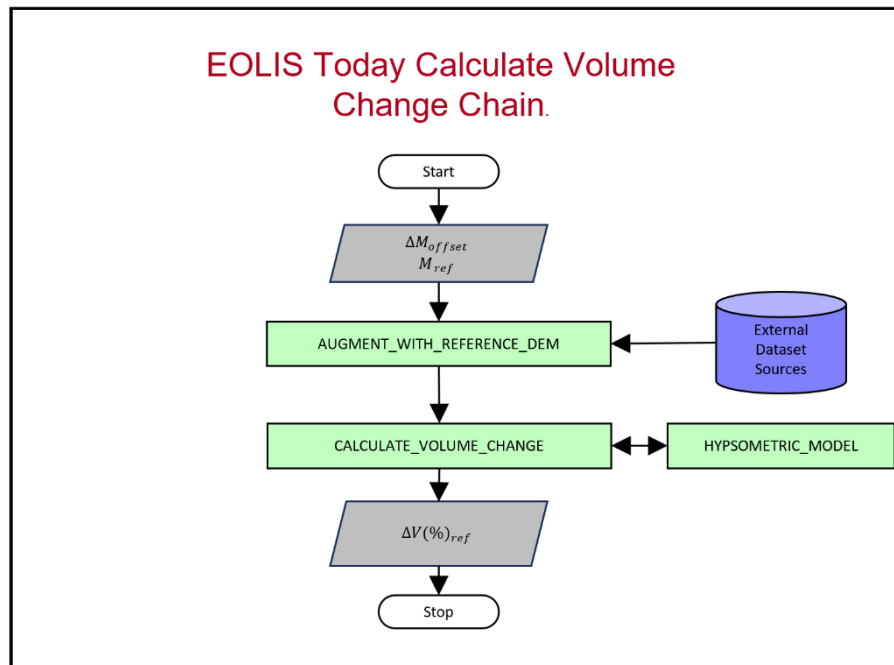 EOLIS Today Calculate Volume
Change Chain.
Start
ΔM_offset
M_ref
AUGMENT_WITH_REFERENCE_DEM
External
Dataset
Sources
CALCULATE_VOLUME_CHANGE
HYPSOMETRIC_MODEL
ΔV(%)_ref
Stop